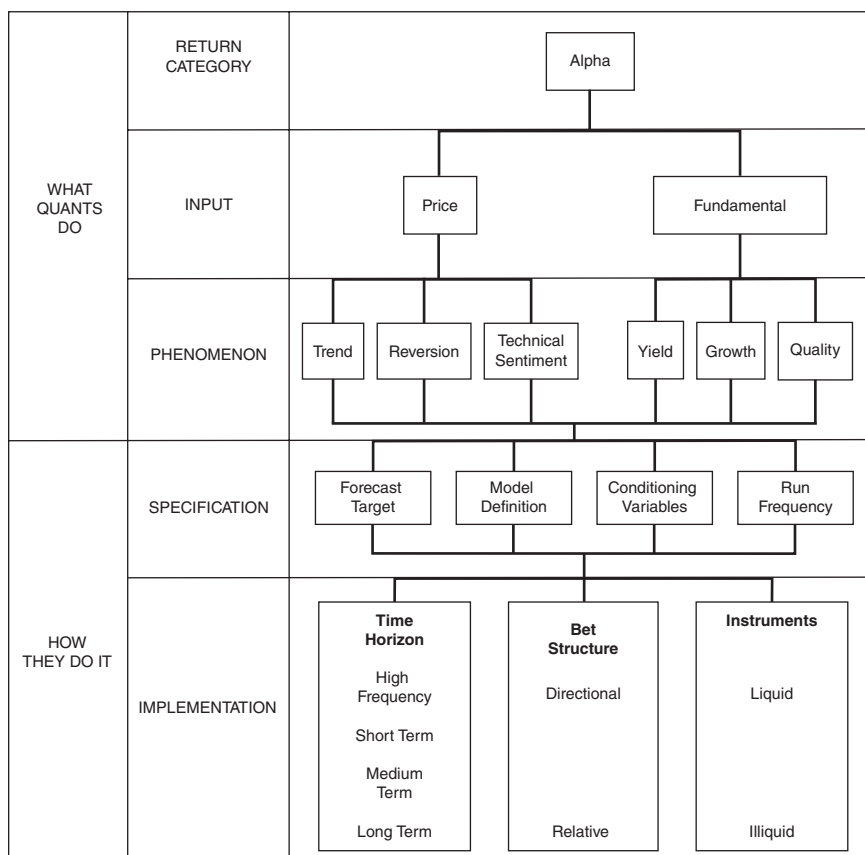 RETURN
CATEGORY
Alpha
WHAT
QUANTS
DO
INPUT
Price
Fundamental
PHENOMENON
Trend
Reversion
Technical
Sentiment
Yield
Growth
Quality
HOW
THEY DO IT
SPECIFICATION
Forecast
Target
Model
Definition
Conditioning
Variables
Run
Frequency
IMPLEMENTATION
Time
Horizon
High
Frequency
Short Term
Medium
Term
Long Term
Bet
Structure
Directional
Relative
Instruments
Liquid
Illiquid